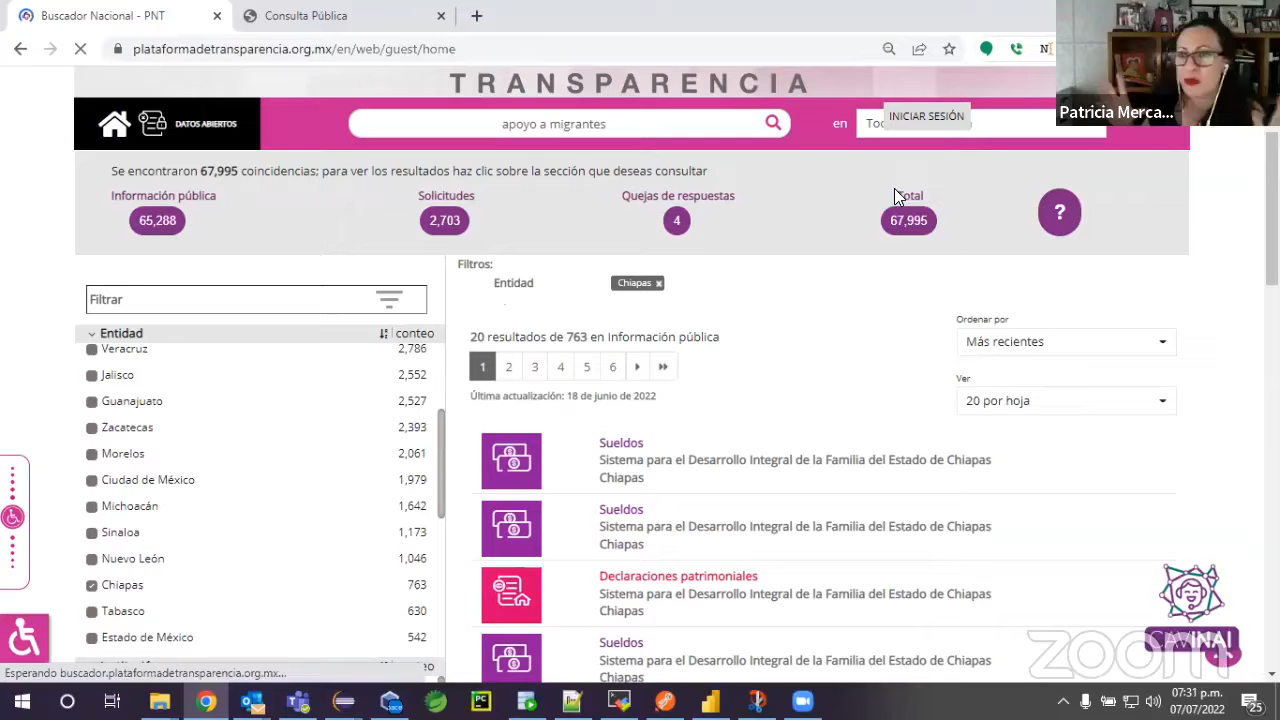 Buscador Nacional - PNT
Consulta Pública
plataformadetransparencia.org.mx/en/web/guest/home
Patricia Merca...
TRANSPARENCIA
DATOS ABIERTOS
apoyo a migrantes
en
INICIAR SESIÓN
Se encontraron 67,995 coincidencias; para ver los resultados haz clic sobre la sección que deseas consultar
Información pública
Solicitudes
Quejas de respuestas
Total
65,288
2,703
4
67,995
?
Filtros:
Entidad
Chiapas
Filtrar
Entidad
conteo
Veracruz 2,786
Jalisco 2,552
Guanajuato 2,527
Zacatecas 2,393
Morelos 2,061
Ciudad de México 1,979
Michoacán 1,642
Sinaloa 1,173
Nuevo León 1,046
Chiapas 763
Tabasco 630
Estado de México 542
20 resultados de 763 en Información pública
1 2 3 4 5 6
Última actualización: 18 de junio de 2022
Ordenar por
Más recientes
Ver
20 por hoja
Sueldos
Sistema para el Desarrollo Integral de la Familia del Estado de Chiapas
Chiapas
Sueldos
Sistema para el Desarrollo Integral de la Familia del Estado de Chiapas
Chiapas
Declaraciones patrimoniales
Sistema para el Desarrollo Integral de la Familia del Estado de Chiapas
Chiapas
Sueldos
Sistema para el Desarrollo Integral de la Familia del Estado de Chiapas
Chiapas
CAVINAI
zoom
Esperando buscador.plataformadetransparencia.org.mx...
07:31 p.m.
07/07/2022
25